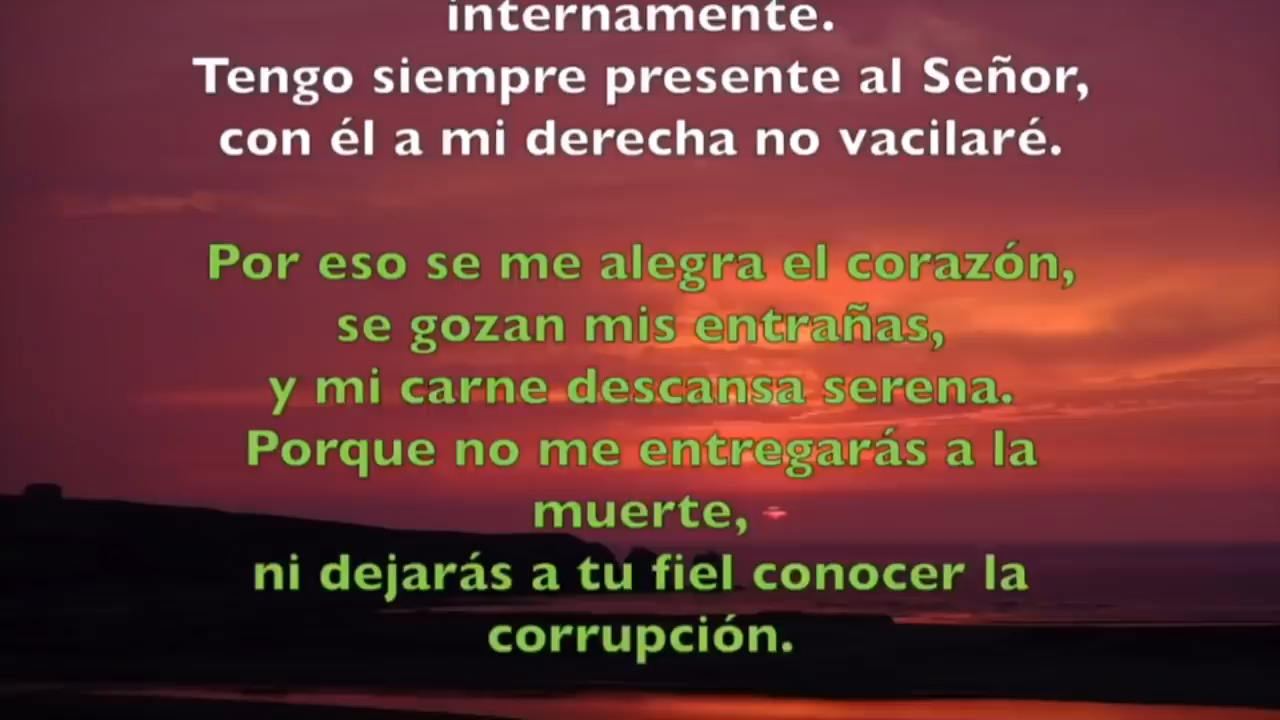 internamente.
Tengo siempre presente al Señor,
con él a mi derecha no vacilaré.
Por eso se me alegra el corazón,
se gozan mis entrañas,
y mi carne descansa serena.
Porque no me entregarás a la
muerte,
ni dejarás a tu fiel conocer la
corrupción.